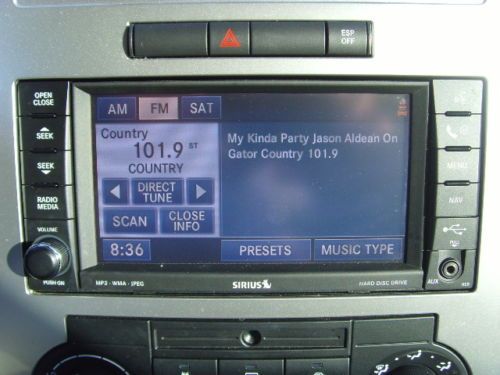 ESP
OFF
OPEN
CLOSE
SEEK
SEEK
RADIO
MEDIA
VOLUME
PUSH-ON
AM
FM
SAT
Country
101.9 ST
COUNTRY
DIRECT
TUNE
SCAN
CLOSE
INFO
8:36
My Kinda Party Jason Aldean On
Gator Country 101.9
PRESETS
MUSIC TYPE
MENU
NAV
PULL
AUX
MP3 - WMA - JPEG
SIRIUS
HARD DISC DRIVE